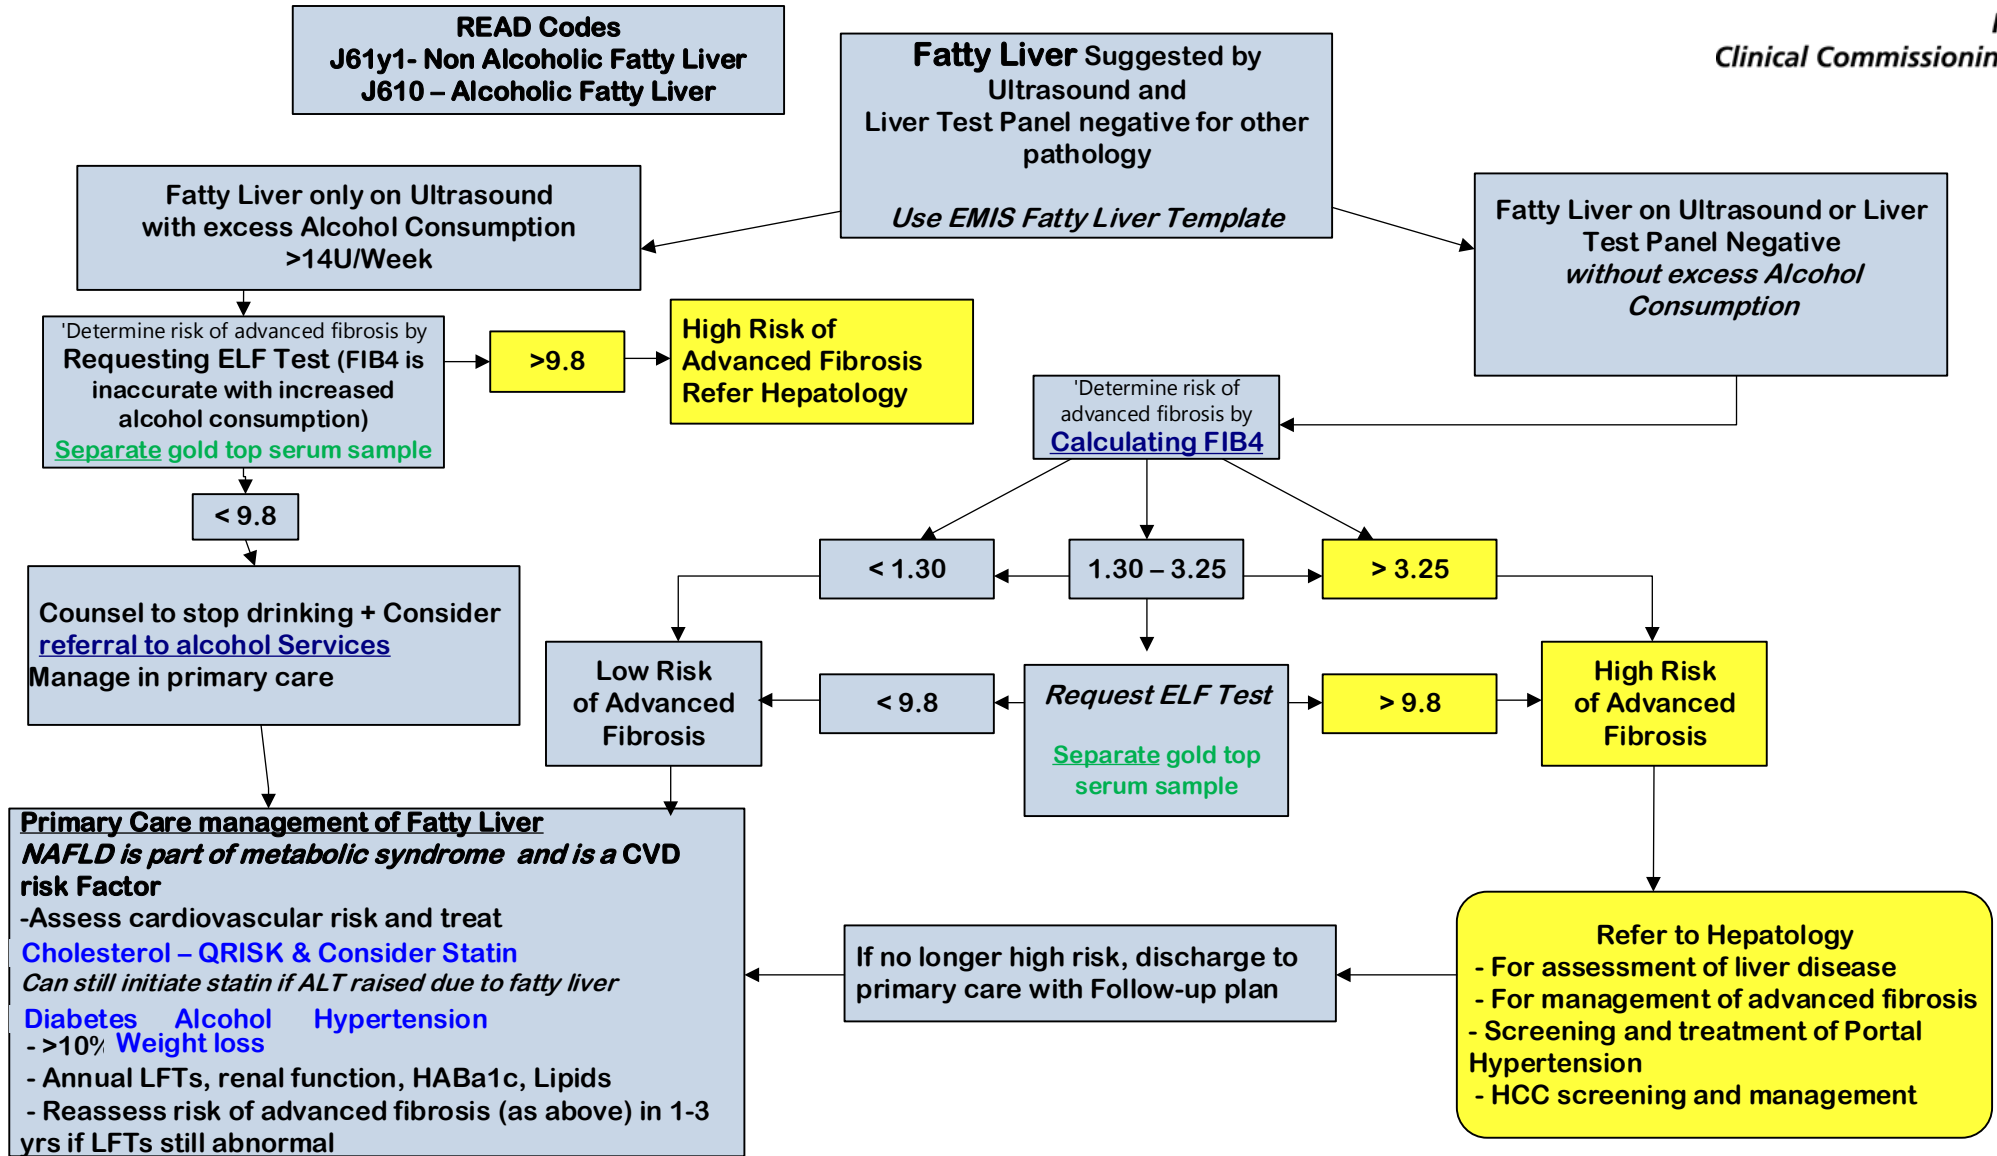 READ Codes
J61y1- Non Alcoholic Fatty Liver
J610 – Alcoholic Fatty Liver
Clinical Commissionin
Fatty Liver Suggested by
Ultrasound and
Liver Test Panel negative for other
pathology
Use EMIS Fatty Liver Template
Fatty Liver only on Ultrasound
with excess Alcohol Consumption
>14U/Week
Fatty Liver on Ultrasound or Liver
Test Panel Negative
without excess Alcohol
Consumption
'Determine risk of advanced fibrosis by
Requesting ELF Test (FIB4 is
inaccurate with increased
alcohol consumption)
Separate gold top serum sample
>9.8
High Risk of
Advanced Fibrosis
Refer Hepatology
'Determine risk of
advanced fibrosis by
Calculating FIB4
< 9.8
< 1.30
1.30 – 3.25
> 3.25
Counsel to stop drinking + Consider
referral to alcohol Services
Manage in primary care
Low Risk
of Advanced
Fibrosis
< 9.8
Request ELF Test
Separate gold top
serum sample
> 9.8
High Risk
of Advanced
Fibrosis
Primary Care management of Fatty Liver
NAFLD is part of metabolic syndrome and is a CVD
risk Factor
-Assess cardiovascular risk and treat
Cholesterol – QRISK & Consider Statin
Can still initiate statin if ALT raised due to fatty liver
Diabetes Alcohol Hypertension
- >10% Weight loss
- Annual LFTs, renal function, HABa1c, Lipids
- Reassess risk of advanced fibrosis (as above) in 1-3
yrs if LFTs still abnormal
If no longer high risk, discharge to
primary care with Follow-up plan
Refer to Hepatology
- For assessment of liver disease
- For management of advanced fibrosis
- Screening and treatment of Portal
Hypertension
- HCC screening and management